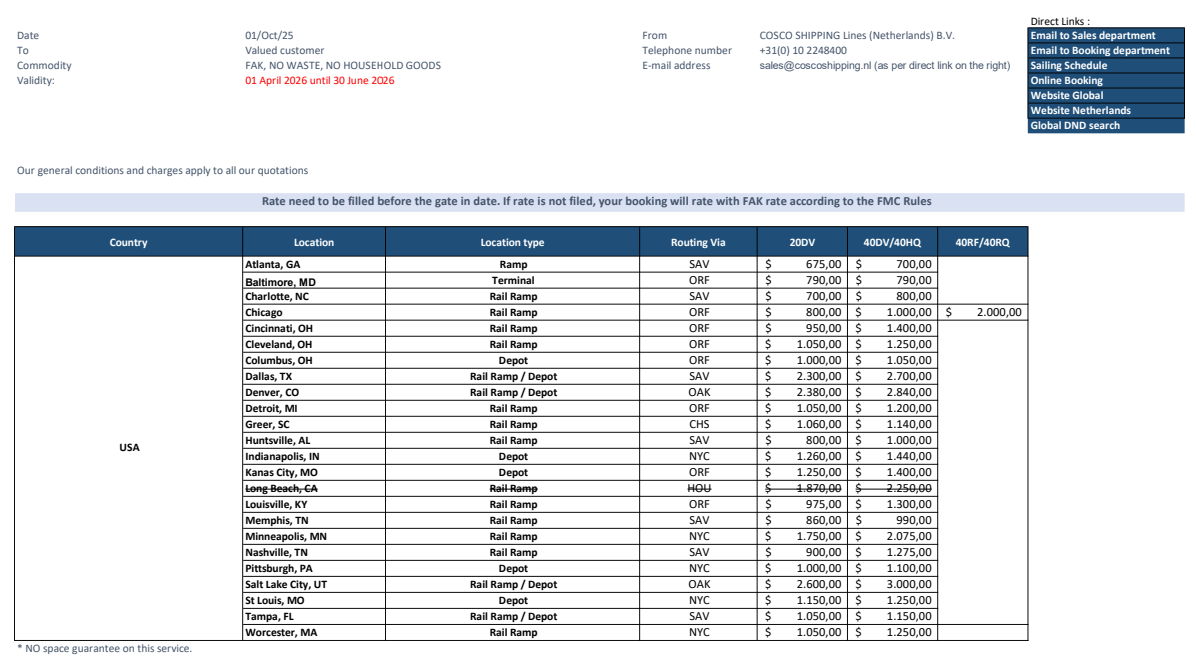 Direct Links :
Date 01/Oct/25 From COSCO SHIPPING Lines (Netherlands) B.V. Email to Sales department
To Valued customer Telephone number +31(0) 10 2248400 Email to Booking department
Commodity FAK, NO WASTE, NO HOUSEHOLD GOODS E-mail address sales@coscoshipping.nl (as per direct link on the right) Sailing Schedule
Validity: 01 April 2026 until 30 June 2026 Online Booking
Website Global
Website Netherlands
Global DND search
Our general conditions and charges apply to all our quotations
Rate need to be filled before the gate in date. If rate is not filed, your booking will rate with FAK rate according to the FMC Rules
Country Location Location type Routing Via 20DV 40DV/40HQ 40RF/40RQ
Atlanta, GA Ramp SAV $ 675,00 $ 700,00
Baltimore, MD Terminal ORF $ 790,00 $ 790,00
Charlotte, NC Rail Ramp SAV $ 700,00 $ 800,00
Chicago Rail Ramp ORF $ 800,00 $ 1.000,00 $ 2.000,00
Cincinnati, OH Rail Ramp ORF $ 950,00 $ 1.400,00
Cleveland, OH Rail Ramp ORF $ 1.050,00 $ 1.250,00
Columbus, OH Depot ORF $ 1.000,00 $ 1.050,00
Dallas, TX Rail Ramp / Depot SAV $ 2.300,00 $ 2.700,00
Denver, CO Rail Ramp / Depot OAK $ 2.380,00 $ 2.840,00
Detroit, MI Rail Ramp ORF $ 1.050,00 $ 1.200,00
Greer, SC Rail Ramp CHS $ 1.060,00 $ 1.140,00
Huntsville, AL Rail Ramp SAV $ 800,00 $ 1.000,00
USA
Indianapolis, IN Depot NYC $ 1.260,00 $ 1.440,00
Kanas City, MO Depot ORF $ 1.250,00 $ 1.400,00
Long Beach, CA Rail Ramp HOU $ 1.870,00 $ 2.250,00
Louisville, KY Rail Ramp ORF $ 975,00 $ 1.300,00
Memphis, TN Rail Ramp SAV $ 860,00 $ 990,00
Minneapolis, MN Rail Ramp NYC $ 1.750,00 $ 2.075,00
Nashville, TN Rail Ramp SAV $ 900,00 $ 1.275,00
Pittsburgh, PA Depot NYC $ 1.000,00 $ 1.100,00
Salt Lake City, UT Rail Ramp / Depot OAK $ 2.600,00 $ 3.000,00
St Louis, MO Depot NYC $ 1.150,00 $ 1.250,00
Tampa, FL Rail Ramp / Depot SAV $ 1.050,00 $ 1.150,00
Worcester, MA Rail Ramp NYC $ 1.050,00 $ 1.250,00
* NO space guarantee on this service.